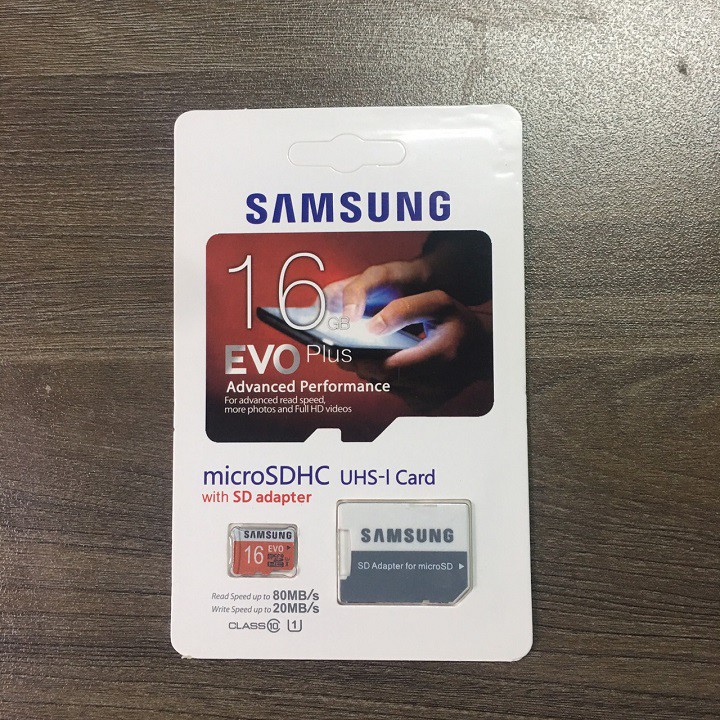 SAMSUNG
16 GB
EVO Plus
Advanced Performance
For advanced read speed,
more photos and Full HD videos
microSDHC UHS-I Card
with SD adapter
SAMSUNG
16 EVO
SAMSUNG
SD Adapter for microSD
Read Speed up to 80MB/s
Write Speed up to 20MB/s
CLASS 10 1